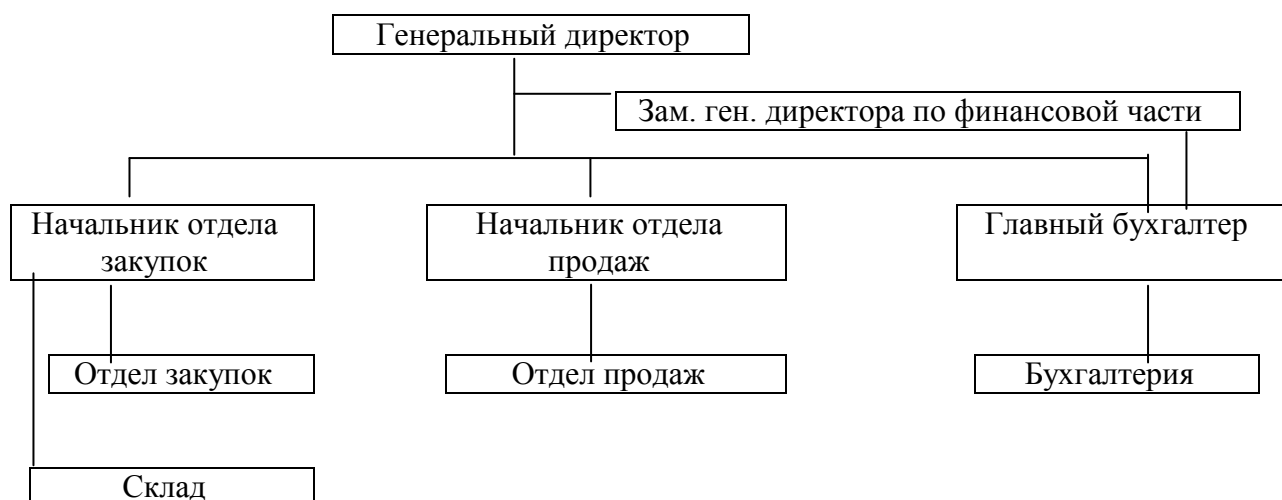 Генеральный директор
Зам. ген. директора по финансовой части
Начальник отдела
закупок
Начальник отдела
продаж
Главный бухгалтер
Отдел закупок
Отдел продаж
Бухгалтерия
Склад